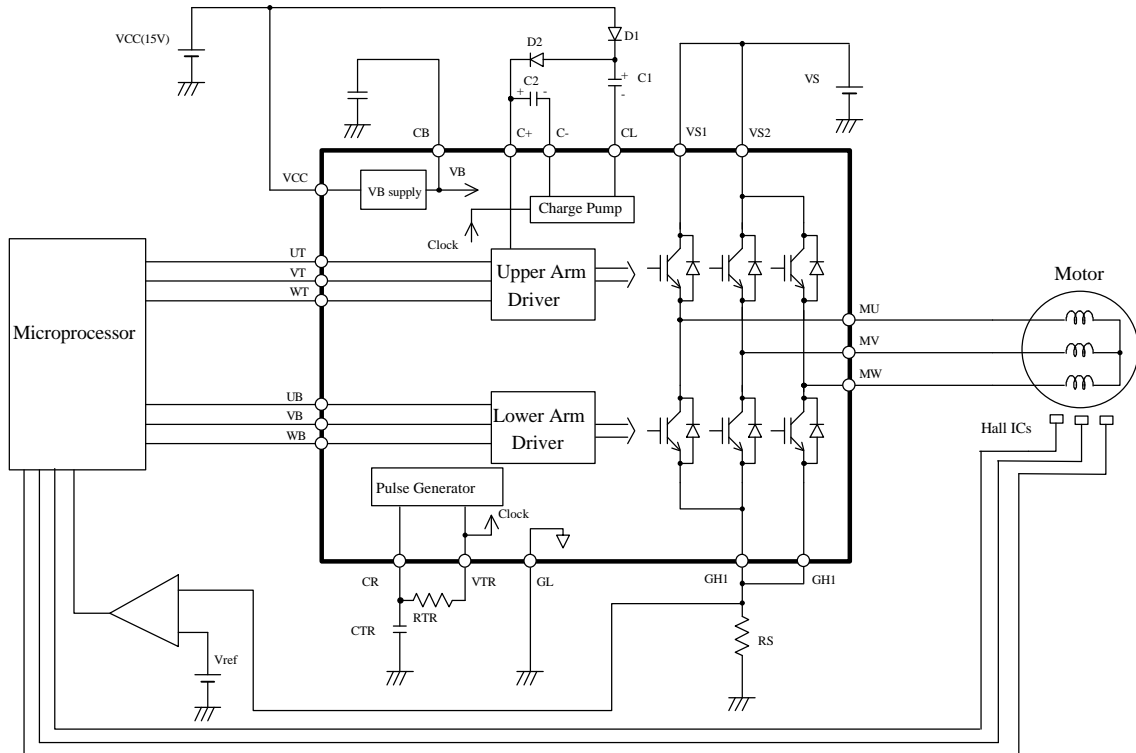 VCC(15V)
D2
D1
C2
+
-
+
-
C1
VS
CB
C+
C-
CL
VS1
VS2
VCC
VB supply
VB
Charge Pump
Clock
Microprocessor
UT
VT
WT
Upper Arm
Driver
Motor
MU
MV
MW
UB
VB
WB
Lower Arm
Driver
Hall ICs
Pulse Generator
Clock
CR
VTR
GL
GH1
GH1
RTR
CTR
RS
Vref